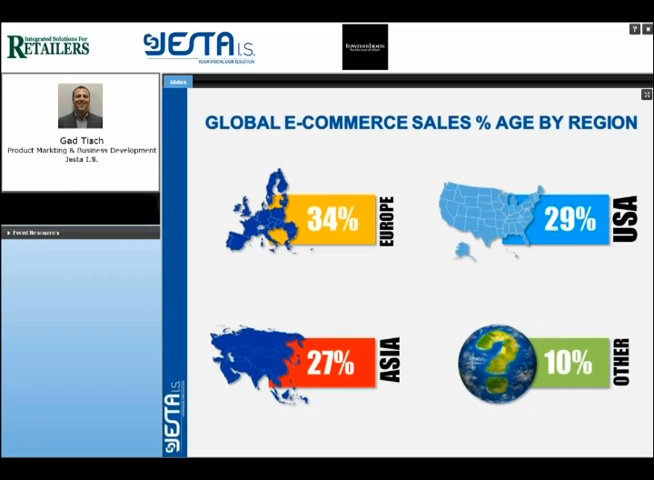 Integrated Solutions For
RETAILERS
JESTA I.S.
YOUR VISION, OUR SOLUTION
Gad Tisch
Product Markting & Business Development
Jesta I.S.
Event Resources
Slides
GLOBAL E-COMMERCE SALES % AGE BY REGION
34%
EUROPE
29%
USA
27%
ASIA
10%
OTHER
JESTA I.S.